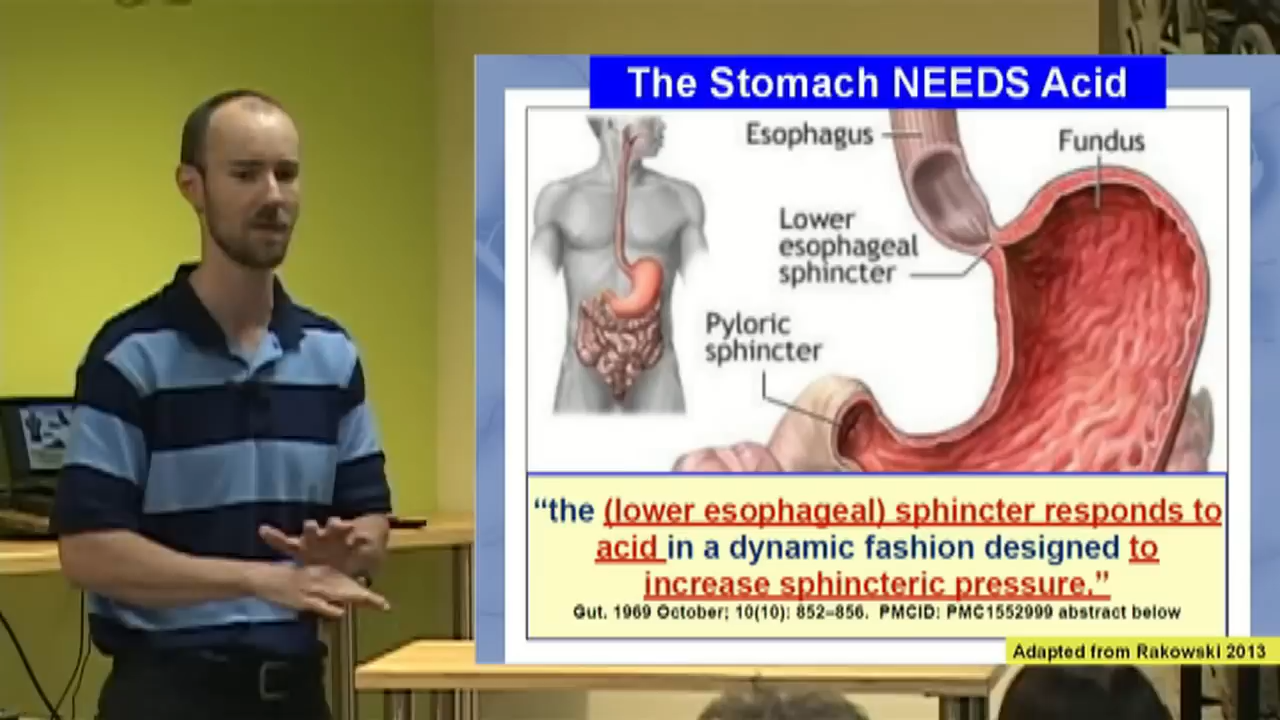 The Stomach NEEDS Acid
Esophagus
Fundus
Lower
esophageal
sphincter
Pyloric
sphincter
“the (lower esophageal) sphincter responds to
acid in a dynamic fashion designed to
increase sphincteric pressure.”
Gut. 1969 October; 10(10): 852–856. PMCID: PMC1552999 abstract below
Adapted from Rakowski 2013